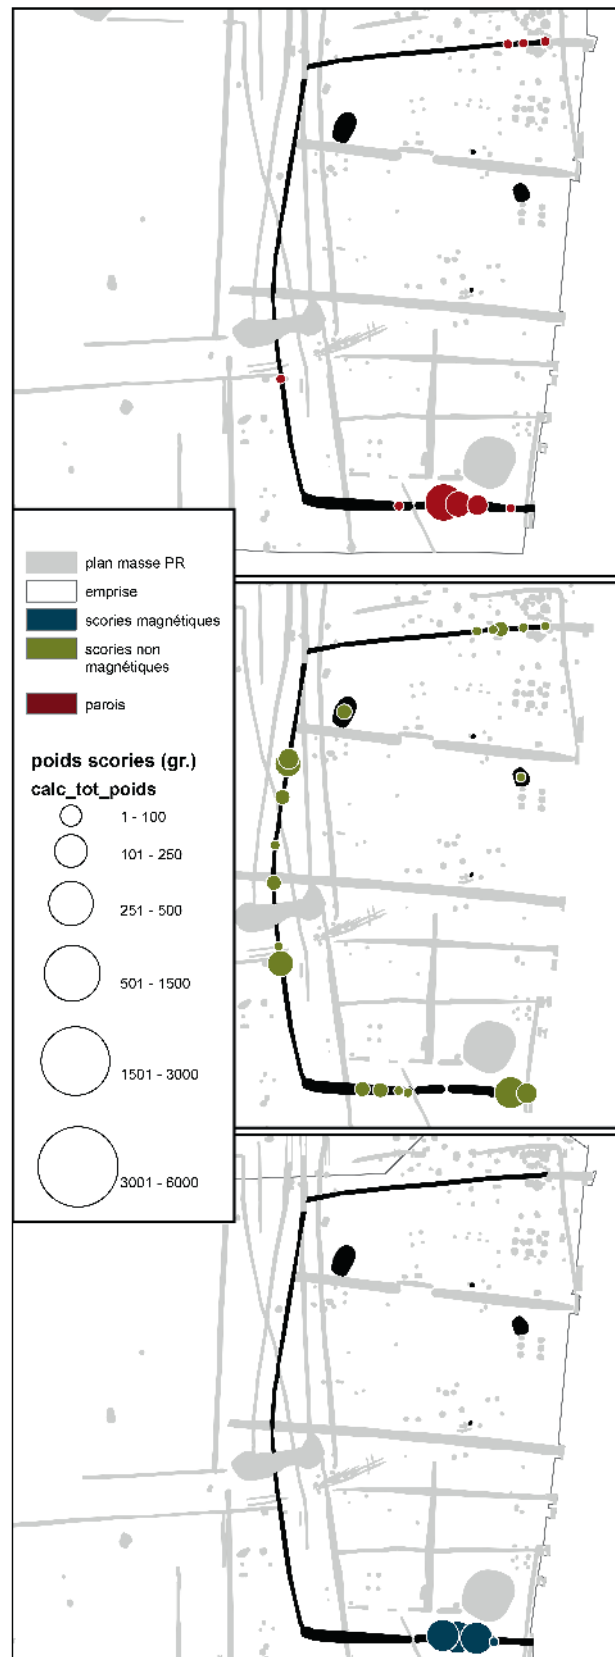 plan masse PR
emprise
scories magnétiques
scories non
magnétiques
parois
poids scories (gr.)
calc_tot_poids
1 - 100
101 - 250
251 - 500
501 - 1500
1501 - 3000
3001 - 6000